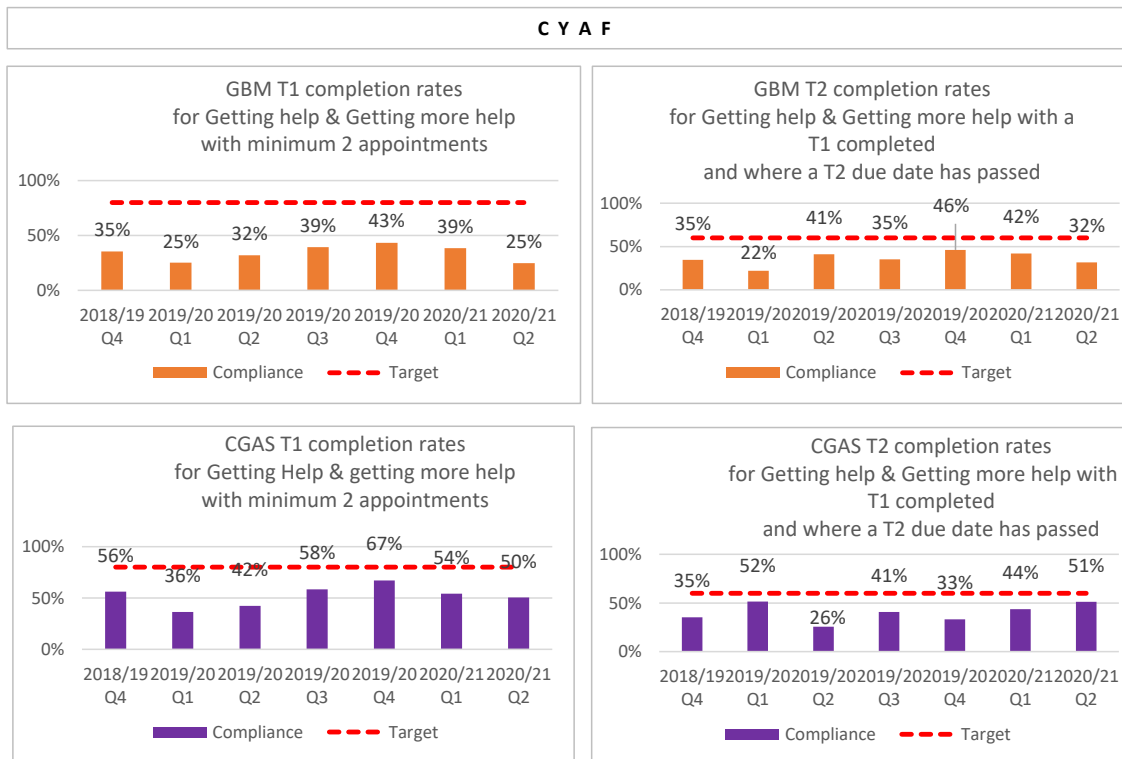 C Y A F
GBM T1 completion rates
for Getting help & Getting more help
with minimum 2 appointments
100%
50%
0%
35%
25%
32%
39%
43%
39%
25%
2018/19 2019/20 2019/20 2019/20 2019/20 2020/21 2020/21
Q4 Q1 Q2 Q3 Q4 Q1 Q2
Compliance Target
GBM T2 completion rates
for Getting help & Getting more help with a
T1 completed
and where a T2 due date has passed
100%
50%
0%
35%
22%
41%
35%
46%
42%
32%
2018/19 2019/20 2019/20 2019/20 2019/20 2020/21 2020/21
Q4 Q1 Q2 Q3 Q4 Q1 Q2
Compliance Target
CGAS T1 completion rates
for Getting Help & getting more help
with minimum 2 appointments
100%
50%
0%
56%
36%
42%
58%
67%
54%
50%
2018/19 2019/20 2019/20 2019/20 2019/20 2020/21 2020/21
Q4 Q1 Q2 Q3 Q4 Q1 Q2
Compliance Target
CGAS T2 completion rates
for Getting help & Getting more help with
T1 completed
and where a T2 due date has passed
100%
50%
0%
35%
52%
26%
41%
33%
44%
51%
2018/19 2019/20 2019/20 2019/20 2019/20 2020/21 2020/21
Q4 Q1 Q2 Q3 Q4 Q1 Q2
Compliance Target